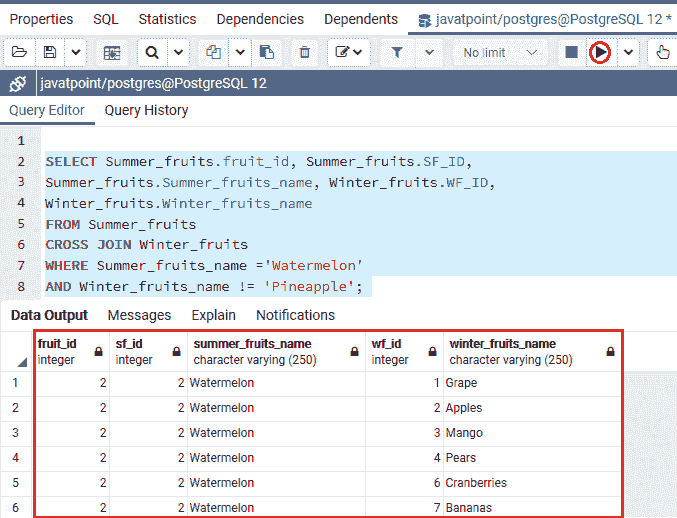 Properties SQL Statistics Dependencies Dependents javatpoint/postgres@PostgreSQL 12 *
No limit
javatpoint/postgres@PostgreSQL 12
Query Editor Query History
1
2 SELECT Summer_fruits.fruit_id, Summer_fruits.SF_ID,
3 Summer_fruits.Summer_fruits_name, Winter_fruits.WF_ID,
4 Winter_fruits.Winter_fruits_name
5 FROM Summer_fruits
6 CROSS JOIN Winter_fruits
7 WHERE Summer_fruits_name ='Watermelon'
8 AND Winter_fruits_name != 'Pineapple';
Data Output Messages Explain Notifications
fruit_id sf_id summer_fruits_name wf_id winter_fruits_name
integer integer character varying (250) integer character varying (250)
1 2 2 Watermelon 1 Grape
2 2 2 Watermelon 2 Apples
3 2 2 Watermelon 3 Mango
4 2 2 Watermelon 4 Pears
5 2 2 Watermelon 6 Cranberries
6 2 2 Watermelon 7 Bananas